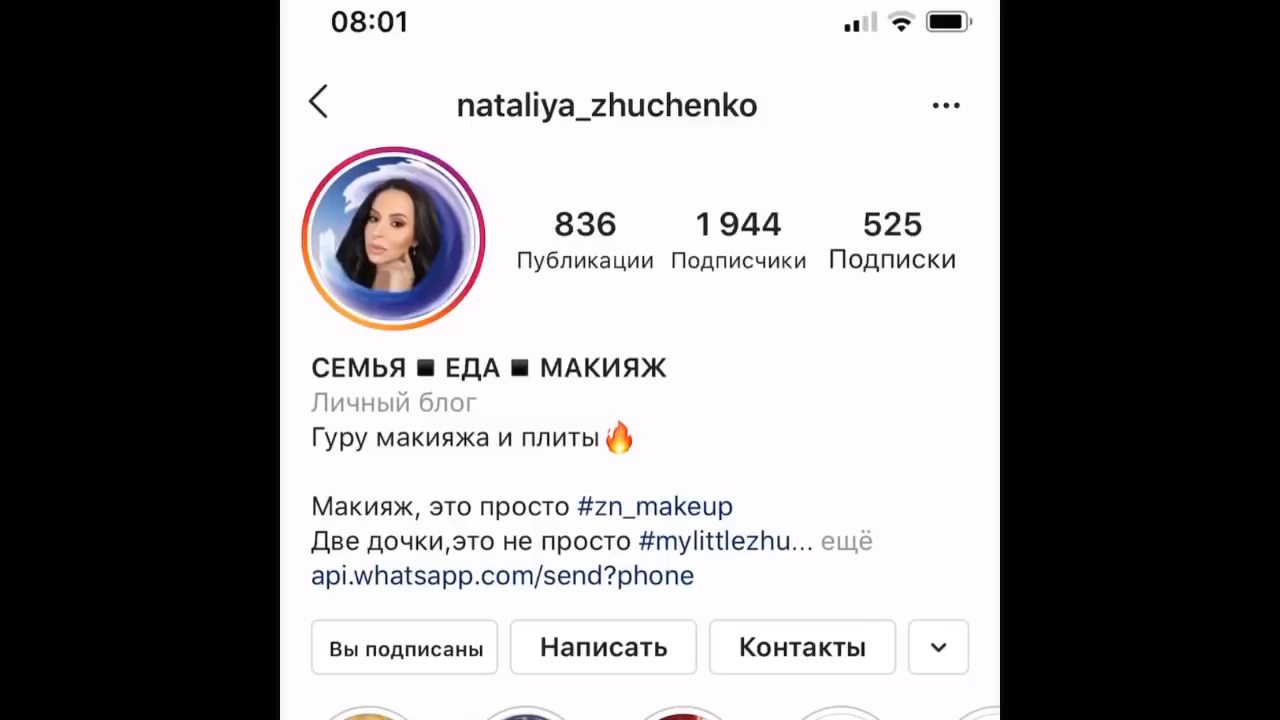 08:01
nataliya_zhuchenko
836 1 944 525
Публикации Подписчики Подписки
СЕМЬЯ ▪️ ЕДА ▪️ МАКИЯЖ
Личный блог
Гуру макияжа и плиты🔥
Макияж, это просто #zn_makeup
Две дочки,это не просто #mylittlezhu... ещё
api.whatsapp.com/send?phone
Вы подписаны Написать Контакты